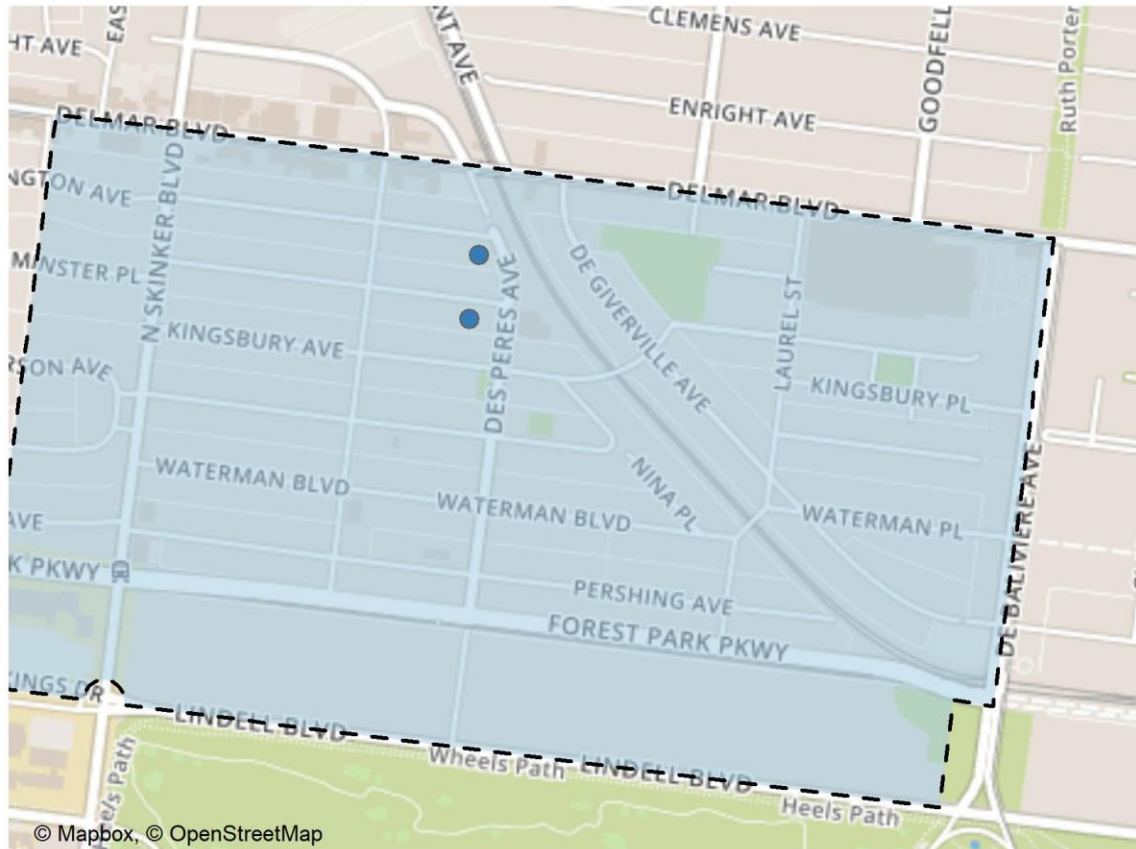 EAS
HT AVE
NT AVE
CLEMENS AVE
GOODFELL
Ruth Porter
ENRIGHT AVE
DELMAR BLVD
NGTON AVE
N SKINKER BLVD
DELMAR BLVD
MINSTER PL
DES PERES AVE
DE GIVERVILLE AVE
LAUREL ST
KINGSBURY AVE
RSON AVE
KINGSBURY PL
WATERMAN BLVD
WATERMAN BLVD
NINA PL
WATERMAN PL
DE BALIVIERE AVE
AVE
K PKWY
PERSHING AVE
FOREST PARK PKWY
KINGS DR
LINDELL BLVD
Wheels Path
LINDELL BLVD
Heels Path
els Path
© Mapbox, © OpenStreetMap